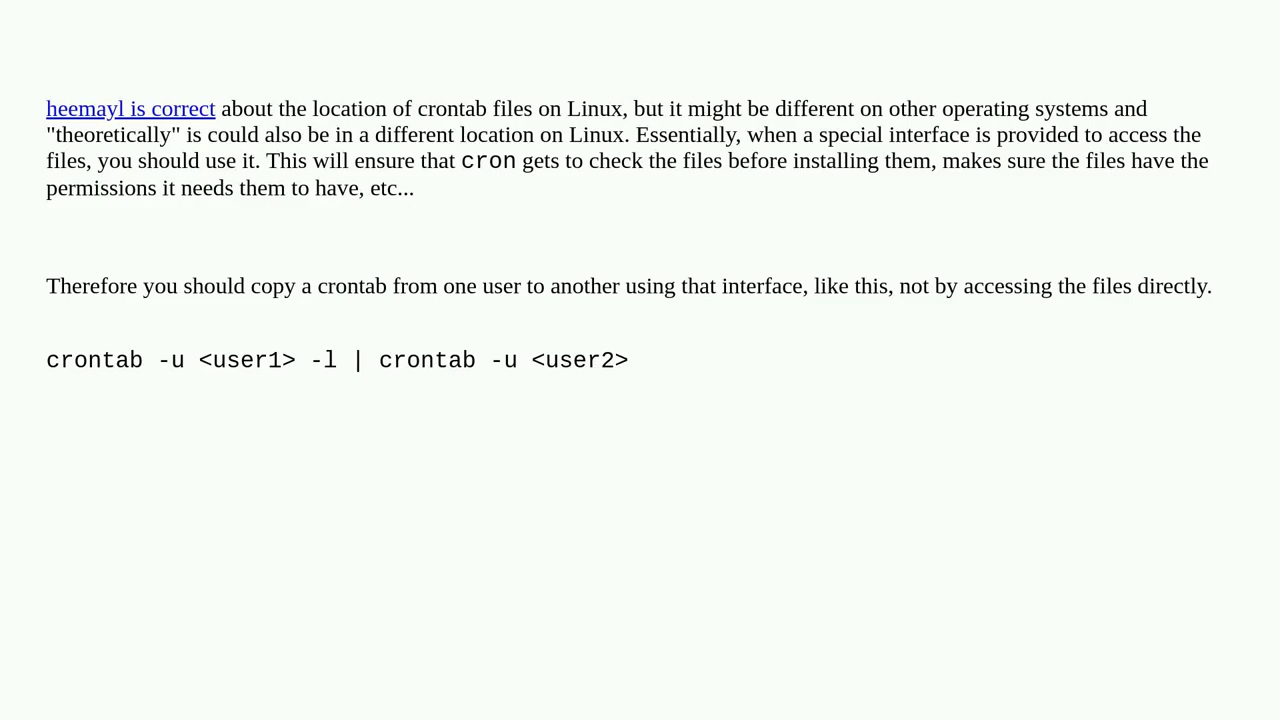 heemayl is correct about the location of crontab files on Linux, but it might be different on other operating systems and
"theoretically" is could also be in a different location on Linux. Essentially, when a special interface is provided to access the
files, you should use it. This will ensure that cron gets to check the files before installing them, makes sure the files have the
permissions it needs them to have, etc...
Therefore you should copy a crontab from one user to another using that interface, like this, not by accessing the files directly.
crontab -u <user1> -l | crontab -u <user2>